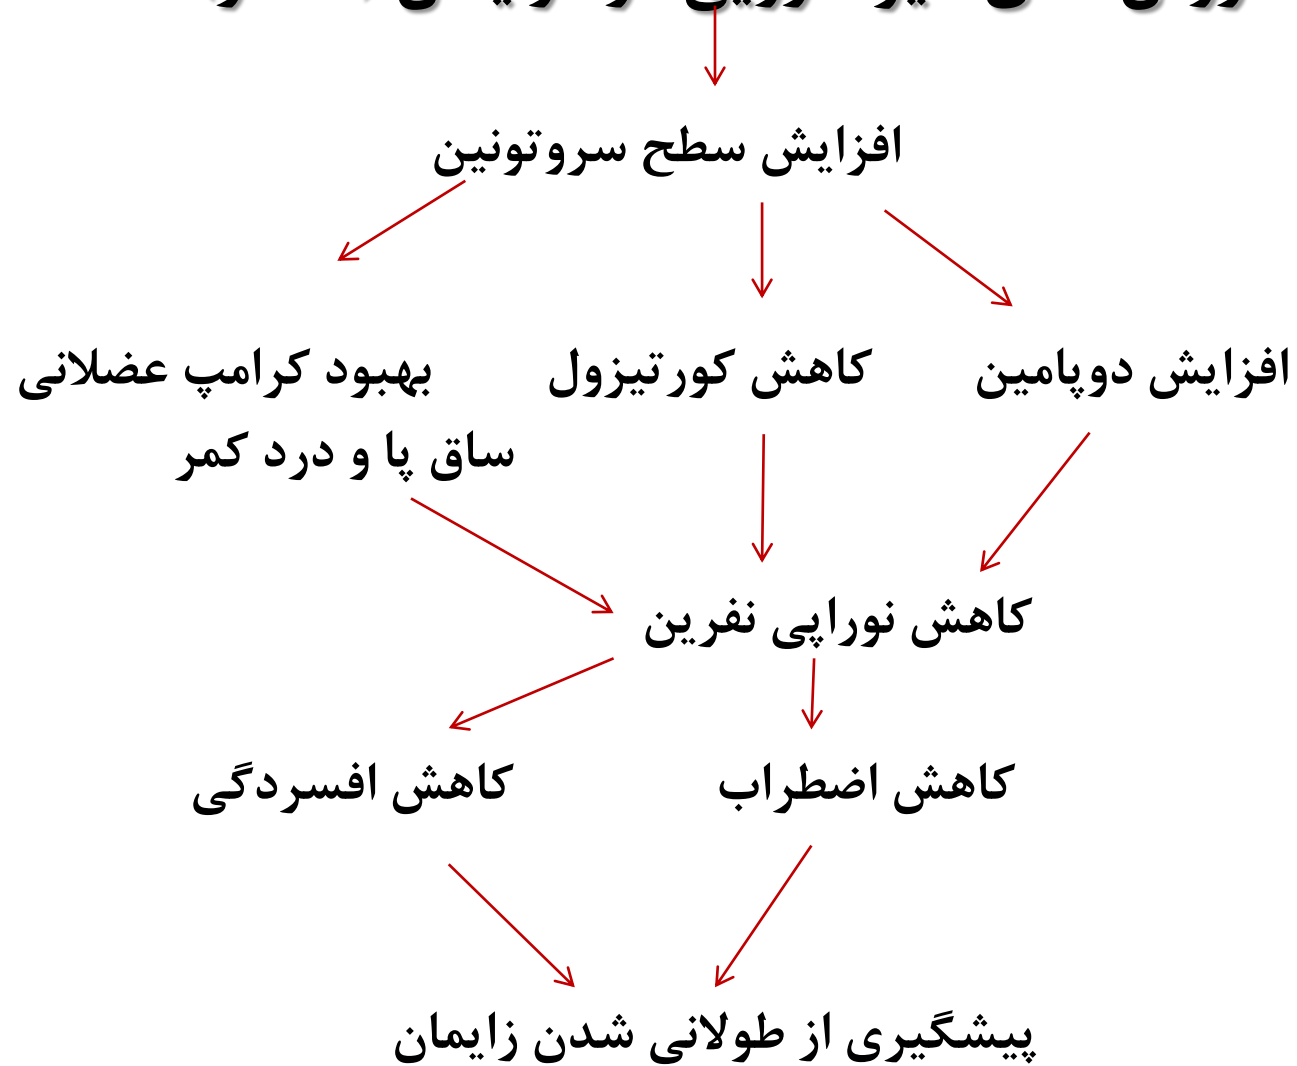 افزایش سطح سروتونین
افزایش دوپامین
کاهش کورتیزول
بهبود کرامپ عضلانی
ساق پا و درد کمر
کاهش نوراپی نفرین
کاهش اضطراب
کاهش افسردگی
پیشگیری از طولانی شدن زایمان